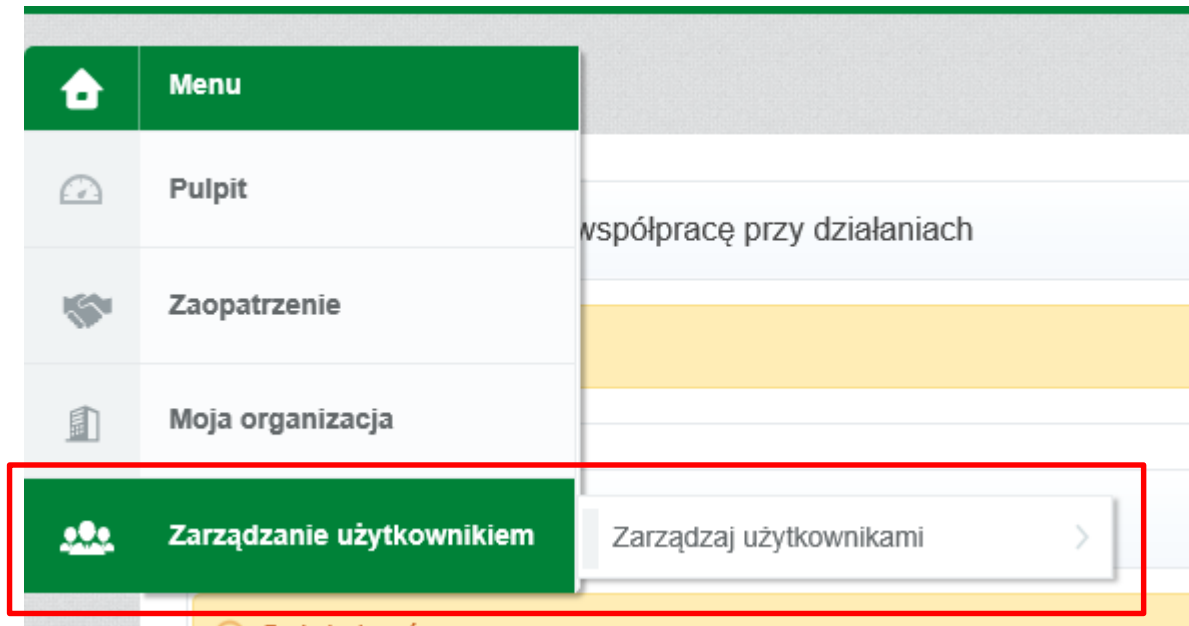 Menu
Pulpit
współpracę przy działaniach
Zaopatrzenie
Moja organizacja
Zarządzanie użytkownikiem
Zarządzaj użytkownikami